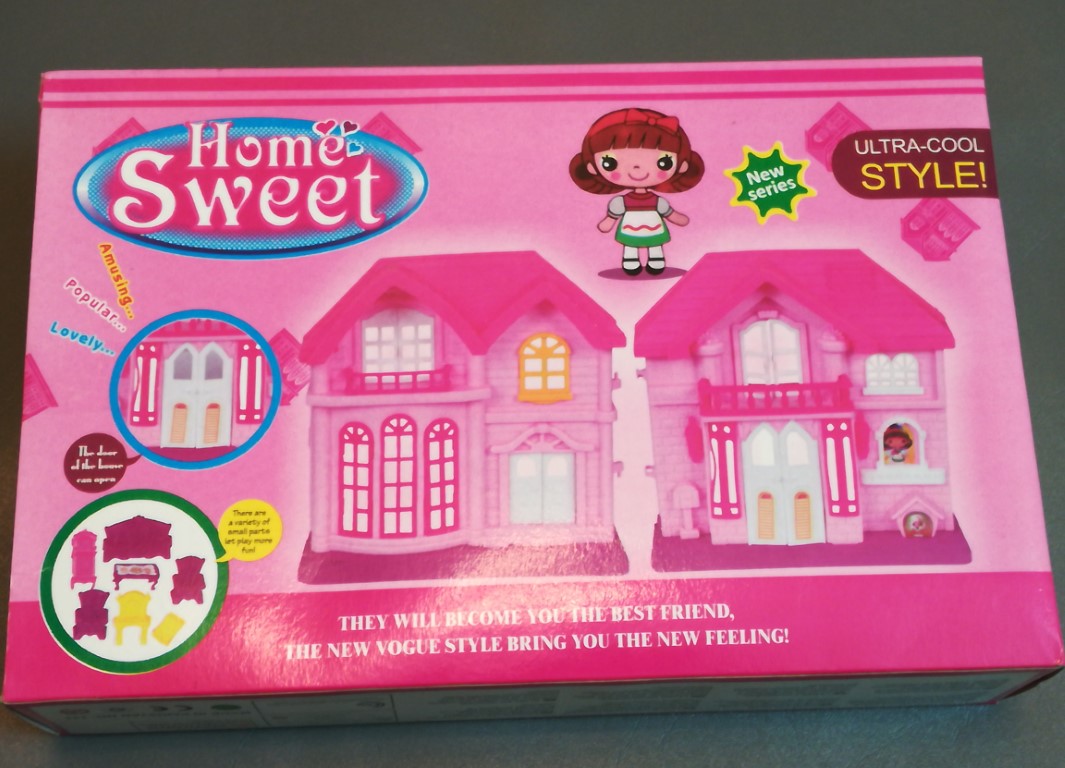 Home
Sweet
ULTRA-COOL
STYLE!
New
series
Amusing...
Popular...
Lovely...
The door
of the house
can open
There are
a variety of
small parts
let play more
fun!
THEY WILL BECOME YOU THE BEST FRIEND,
THE NEW VOGUE STYLE BRING YOU THE NEW FEELING!